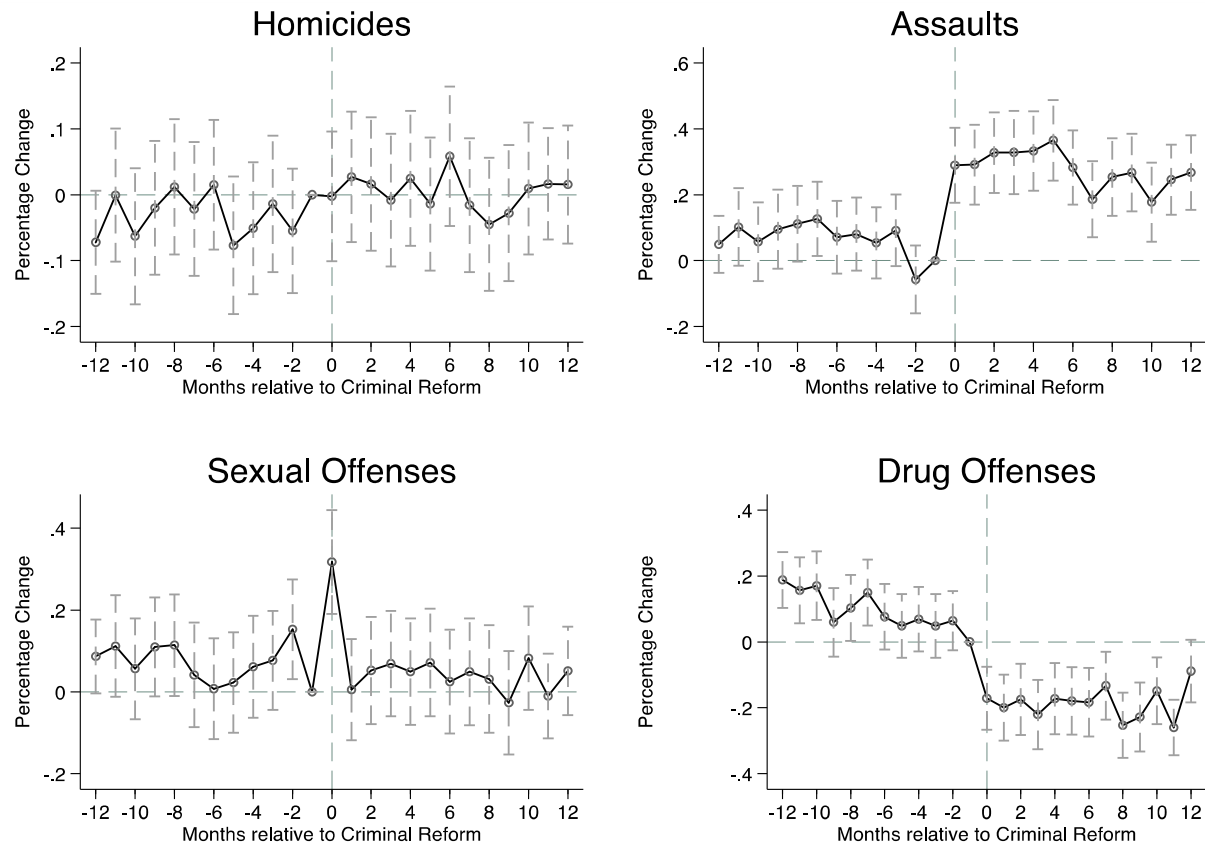 Homicides
Percentage Change
.2
.1
0
-.1
-.2
-12 -10 -8 -6 -4 -2 0 2 4 6 8 10 12
Months relative to Criminal Reform
Assaults
Percentage Change
.6
.4
.2
0
-.2
-12 -10 -8 -6 -4 -2 0 2 4 6 8 10 12
Months relative to Criminal Reform
Sexual Offenses
Percentage Change
.4
.2
0
-.2
-12 -10 -8 -6 -4 -2 0 2 4 6 8 10 12
Months relative to Criminal Reform
Drug Offenses
Percentage Change
.4
.2
0
-.2
-.4
-12 -10 -8 -6 -4 -2 0 2 4 6 8 10 12
Months relative to Criminal Reform